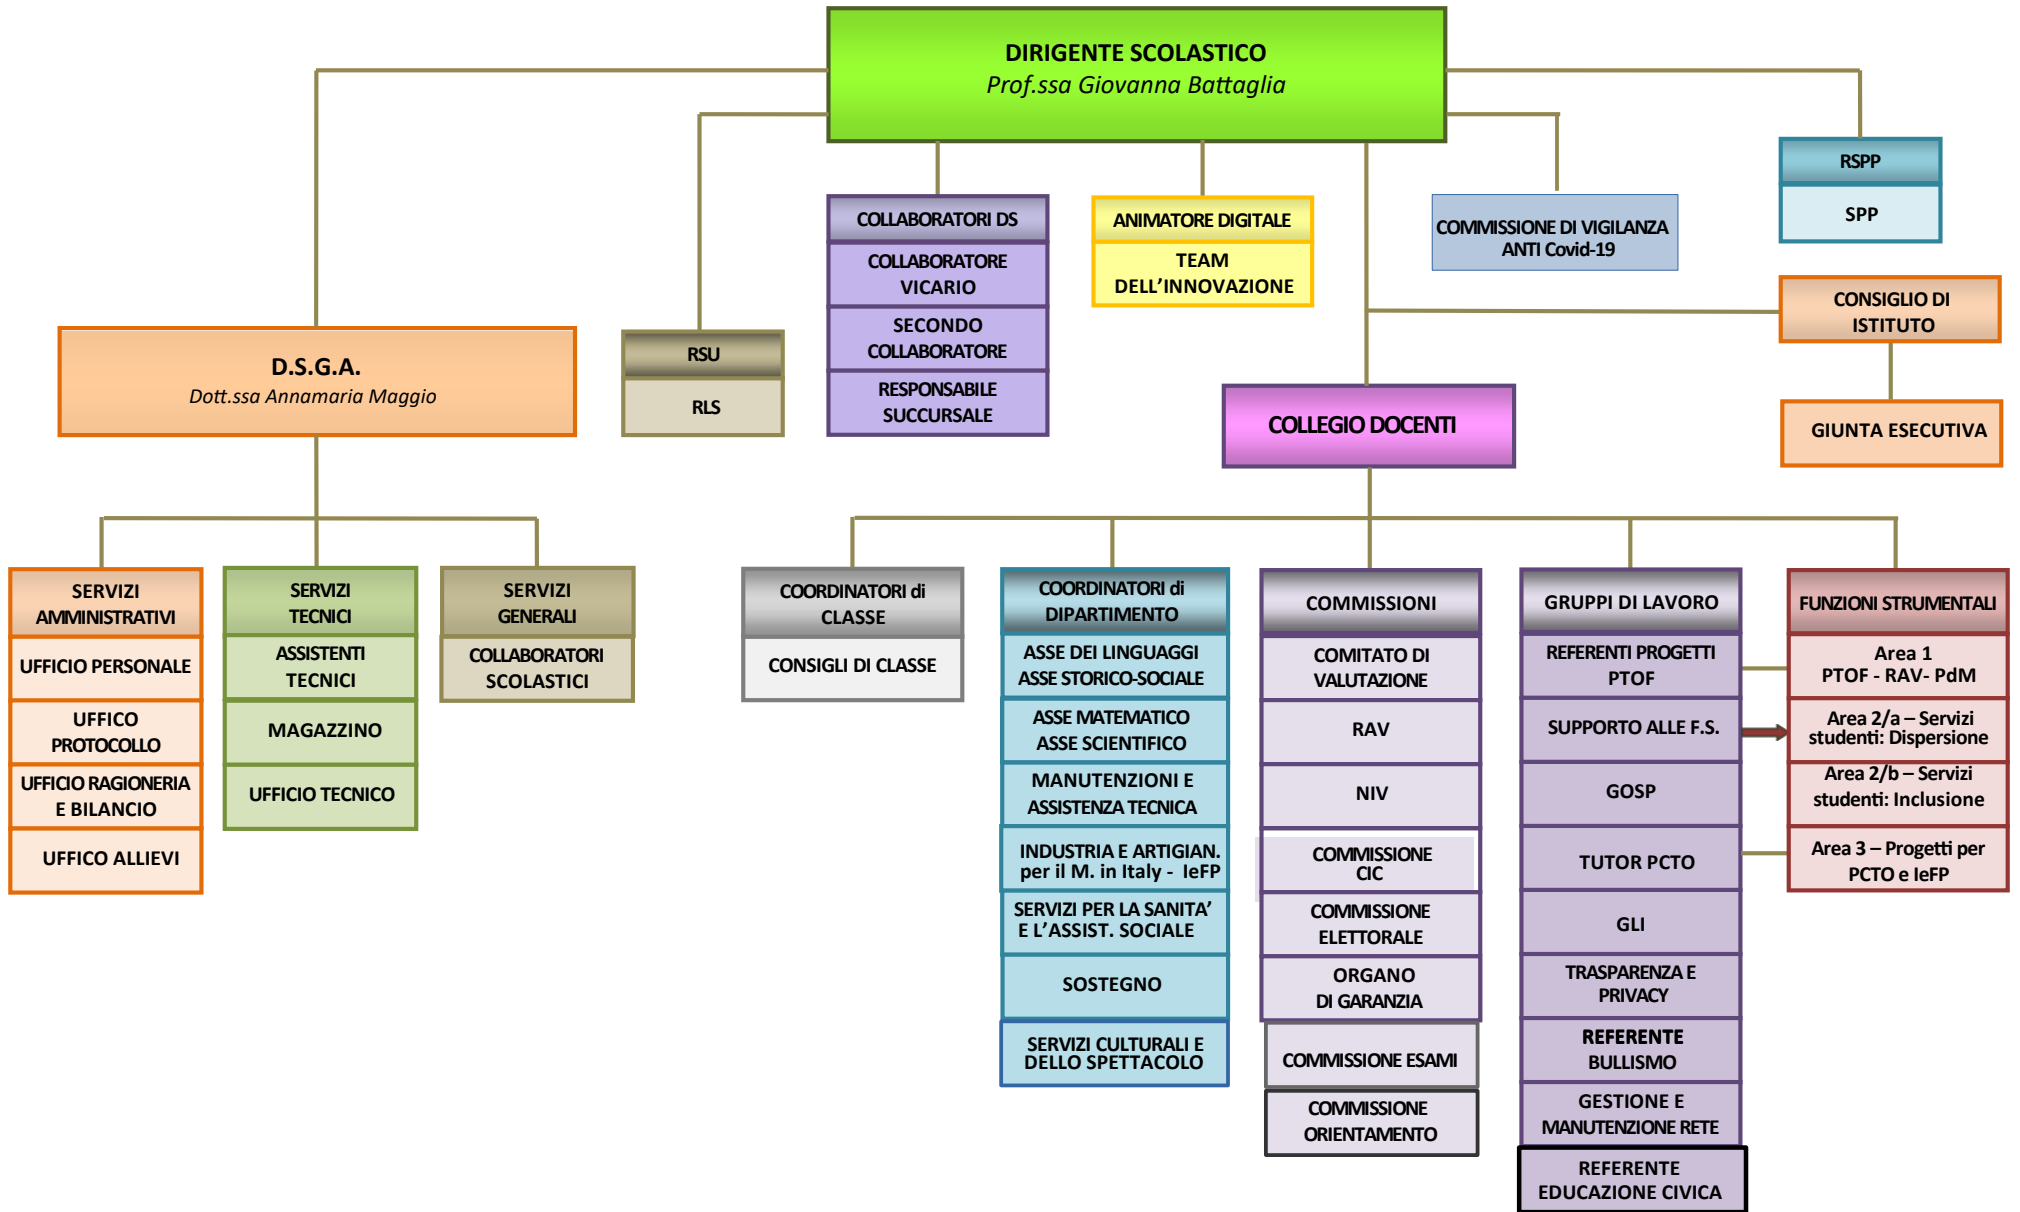 DIRIGENTE SCOLASTICO
Prof.ssa Giovanna Battaglia
RSPP
SPP
COLLABORATORI DS
COLLABORATORE
VICARIO
SECONDO
COLLABORATORE
RESPONSABILE
SUCCURSALE
ANIMATORE DIGITALE
TEAM
DELL’INNOVAZIONE
COMMISSIONE DI VIGILANZA
ANTI Covid-19
CONSIGLIO DI
ISTITUTO
GIUNTA ESECUTIVA
D.S.G.A.
Dott.ssa Annamaria Maggio
RSU
RLS
COLLEGIO DOCENTI
SERVIZI
AMMINISTRATIVI
UFFICIO PERSONALE
UFFICO
PROTOCOLLO
UFFICIO RAGIONERIA
E BILANCIO
UFFICO ALLIEVI
SERVIZI
TECNICI
ASSISTENTI
TECNICI
MAGAZZINO
UFFICIO TECNICO
SERVIZI
GENERALI
COLLABORATORI
SCOLASTICI
COORDINATORI di
CLASSE
CONSIGLI DI CLASSE
COORDINATORI di
DIPARTIMENTO
ASSE DEI LINGUAGGI
ASSE STORICO-SOCIALE
ASSE MATEMATICO
ASSE SCIENTIFICO
MANUTENZIONI E
ASSISTENZA TECNICA
INDUSTRIA E ARTIGIAN.
per il M. in Italy - IeFP
SERVIZI PER LA SANITA’
E L’ASSIST. SOCIALE
SOSTEGNO
SERVIZI CULTURALI E
DELLO SPETTACOLO
COMMISSIONI
COMITATO DI
VALUTAZIONE
RAV
NIV
COMMISSIONE
CIC
COMMISSIONE
ELETTORALE
ORGANO
DI GARANZIA
COMMISSIONE ESAMI
COMMISSIONE
ORIENTAMENTO
GRUPPI DI LAVORO
REFERENTI PROGETTI
PTOF
SUPPORTO ALLE F.S.
GOSP
TUTOR PCTO
GLI
TRASPARENZA E
PRIVACY
REFERENTE
BULLISMO
GESTIONE E
MANUTENZIONE RETE
REFERENTE
EDUCAZIONE CIVICA
FUNZIONI STRUMENTALI
Area 1
PTOF - RAV- PdM
Area 2/a – Servizi
studenti: Dispersione
Area 2/b – Servizi
studenti: Inclusione
Area 3 – Progetti per
PCTO e IeFP